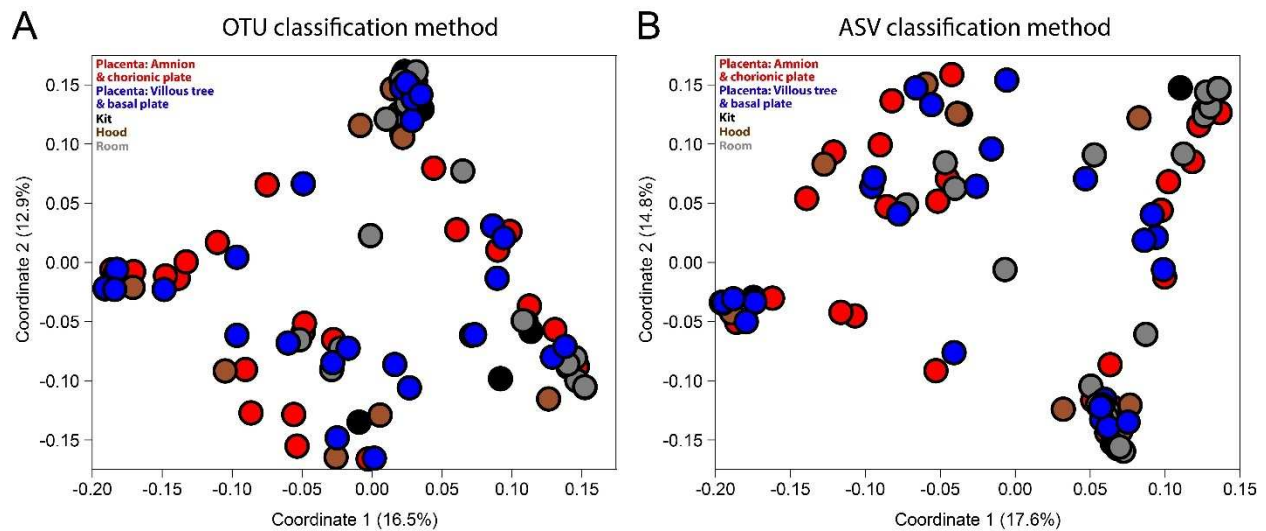 A
OTU classification method
Placenta: Amnion
& chorionic plate
Placenta: Villous tree
& basal plate
Kit
Hood
Room
0.15
0.10
0.05
0.00
-0.05
-0.10
-0.15
Coordinate 2 (12.9%)
-0.20 -0.15 -0.10 -0.05 0.00 0.05 0.10 0.15
Coordinate 1 (16.5%)
B
ASV classification method
Placenta: Amnion
& chorionic plate
Placenta: Villous tree
& basal plate
Kit
Hood
Room
0.15
0.10
0.05
0.00
-0.05
-0.10
-0.15
Coordinate 2 (14.8%)
-0.20 -0.15 -0.10 -0.05 0.00 0.05 0.10 0.15
Coordinate 1 (17.6%)